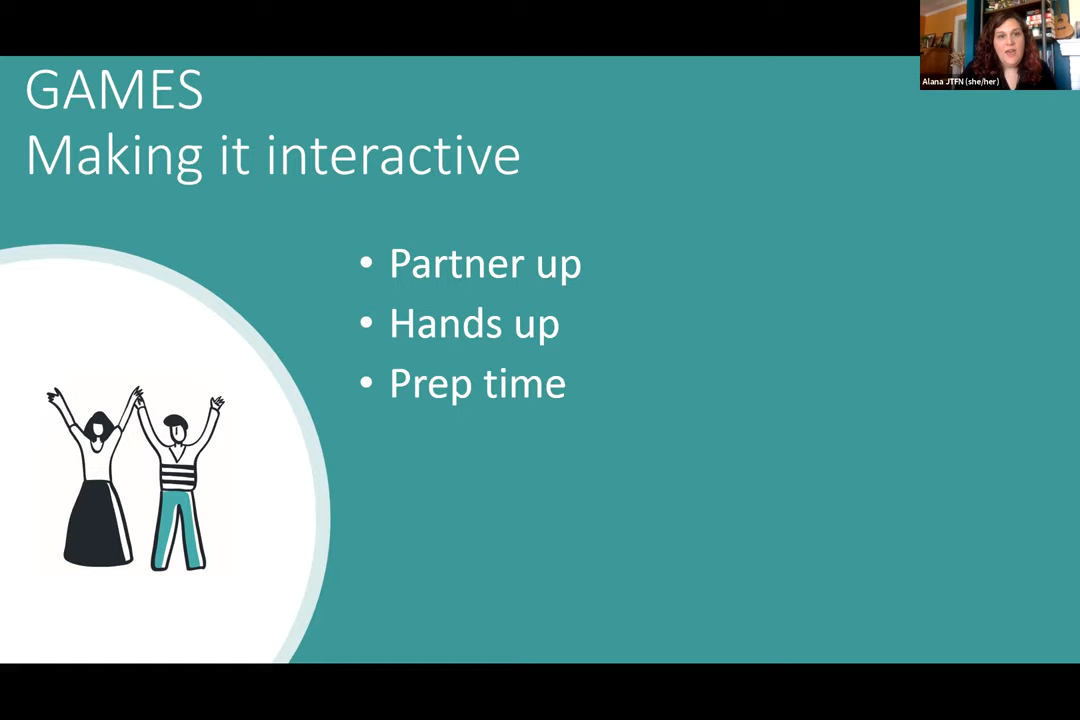 Alana JTFN (she/her)
GAMES
Making it interactive
• Partner up
• Hands up
• Prep time